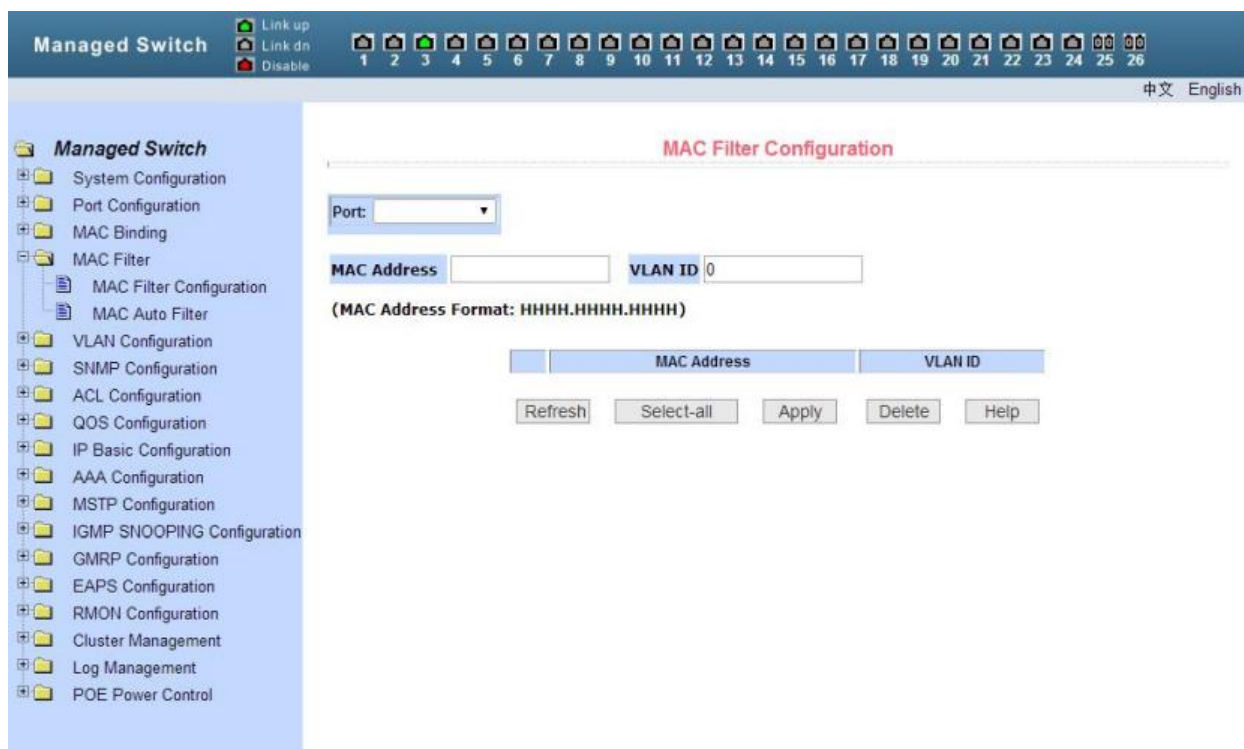 Managed Switch
Link up
Link dn
Disable
1 2 3 4 5 6 7 8 9 10 11 12 13 14 15 16 17 18 19 20 21 22 23 24 25 26
中文 English
Managed Switch
System Configuration
Port Configuration
MAC Binding
MAC Filter
MAC Filter Configuration
MAC Auto Filter
VLAN Configuration
SNMP Configuration
ACL Configuration
QOS Configuration
IP Basic Configuration
AAA Configuration
MSTP Configuration
IGMP SNOOPING Configuration
GMRP Configuration
EAPS Configuration
RMON Configuration
Cluster Management
Log Management
POE Power Control
MAC Filter Configuration
Port:
MAC Address VLAN ID 0
(MAC Address Format: HHHH.HHHH.HHHH)
MAC Address VLAN ID
Refresh Select-all Apply Delete Help